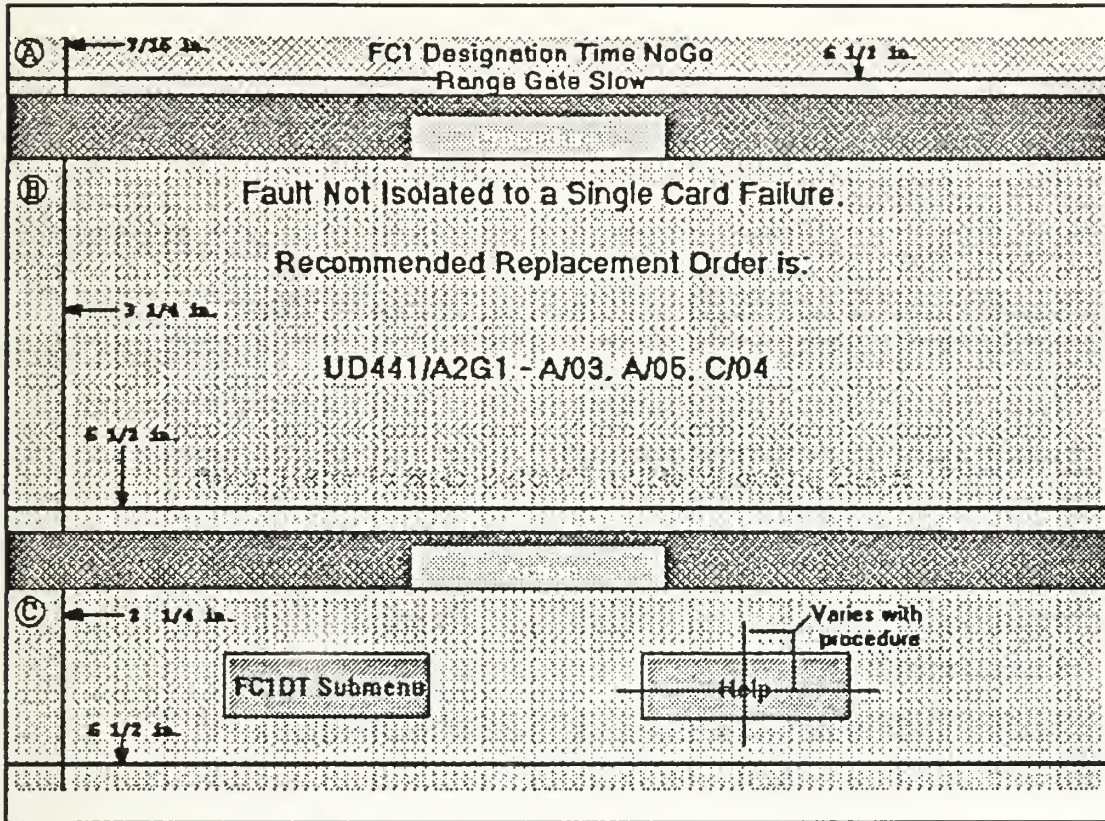 A
7/16 in.
FC1 Designation Time NoGo
6 1/2 in.
Range Gate Slow
B
Fault Not Isolated to a Single Card Failure.
Recommended Replacement Order is:
3 1/4 in.
UD441/A2G1 - A/03, A/05, C/04
6 1/2 in.
C
2 1/4 in.
Varies with
procedure
FC1DT Submenu
Help
6 1/2 in.